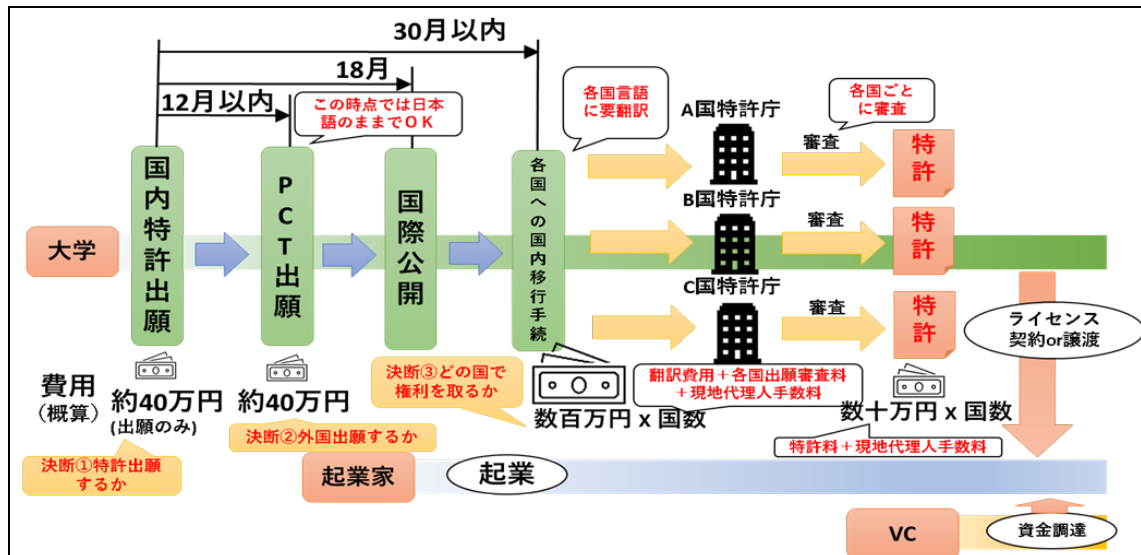 30月以内
18月
12月以内
この時点では日本
語のままでＯＫ
各国言語
に要翻訳
各国ごと
に審査
A国特許庁
B国特許庁
C国特許庁
審査
審査
審査
特許
特許
特許
大学
国内特許出願
PCT出願
国際公開
各国への国内移行手続
ライセンス
契約or譲渡
費用
（概算）
約40万円
(出願のみ)
約40万円
決断③どの国で
権利を取るか
数百万円 x 国数
翻訳費用＋各国出願審査料
＋現地代理人手数料
数十万円 x 国数
特許料＋現地代理人手数料
決断①特許出願
するか
決断②外国出願するか
起業家
起業
VC
資金調達